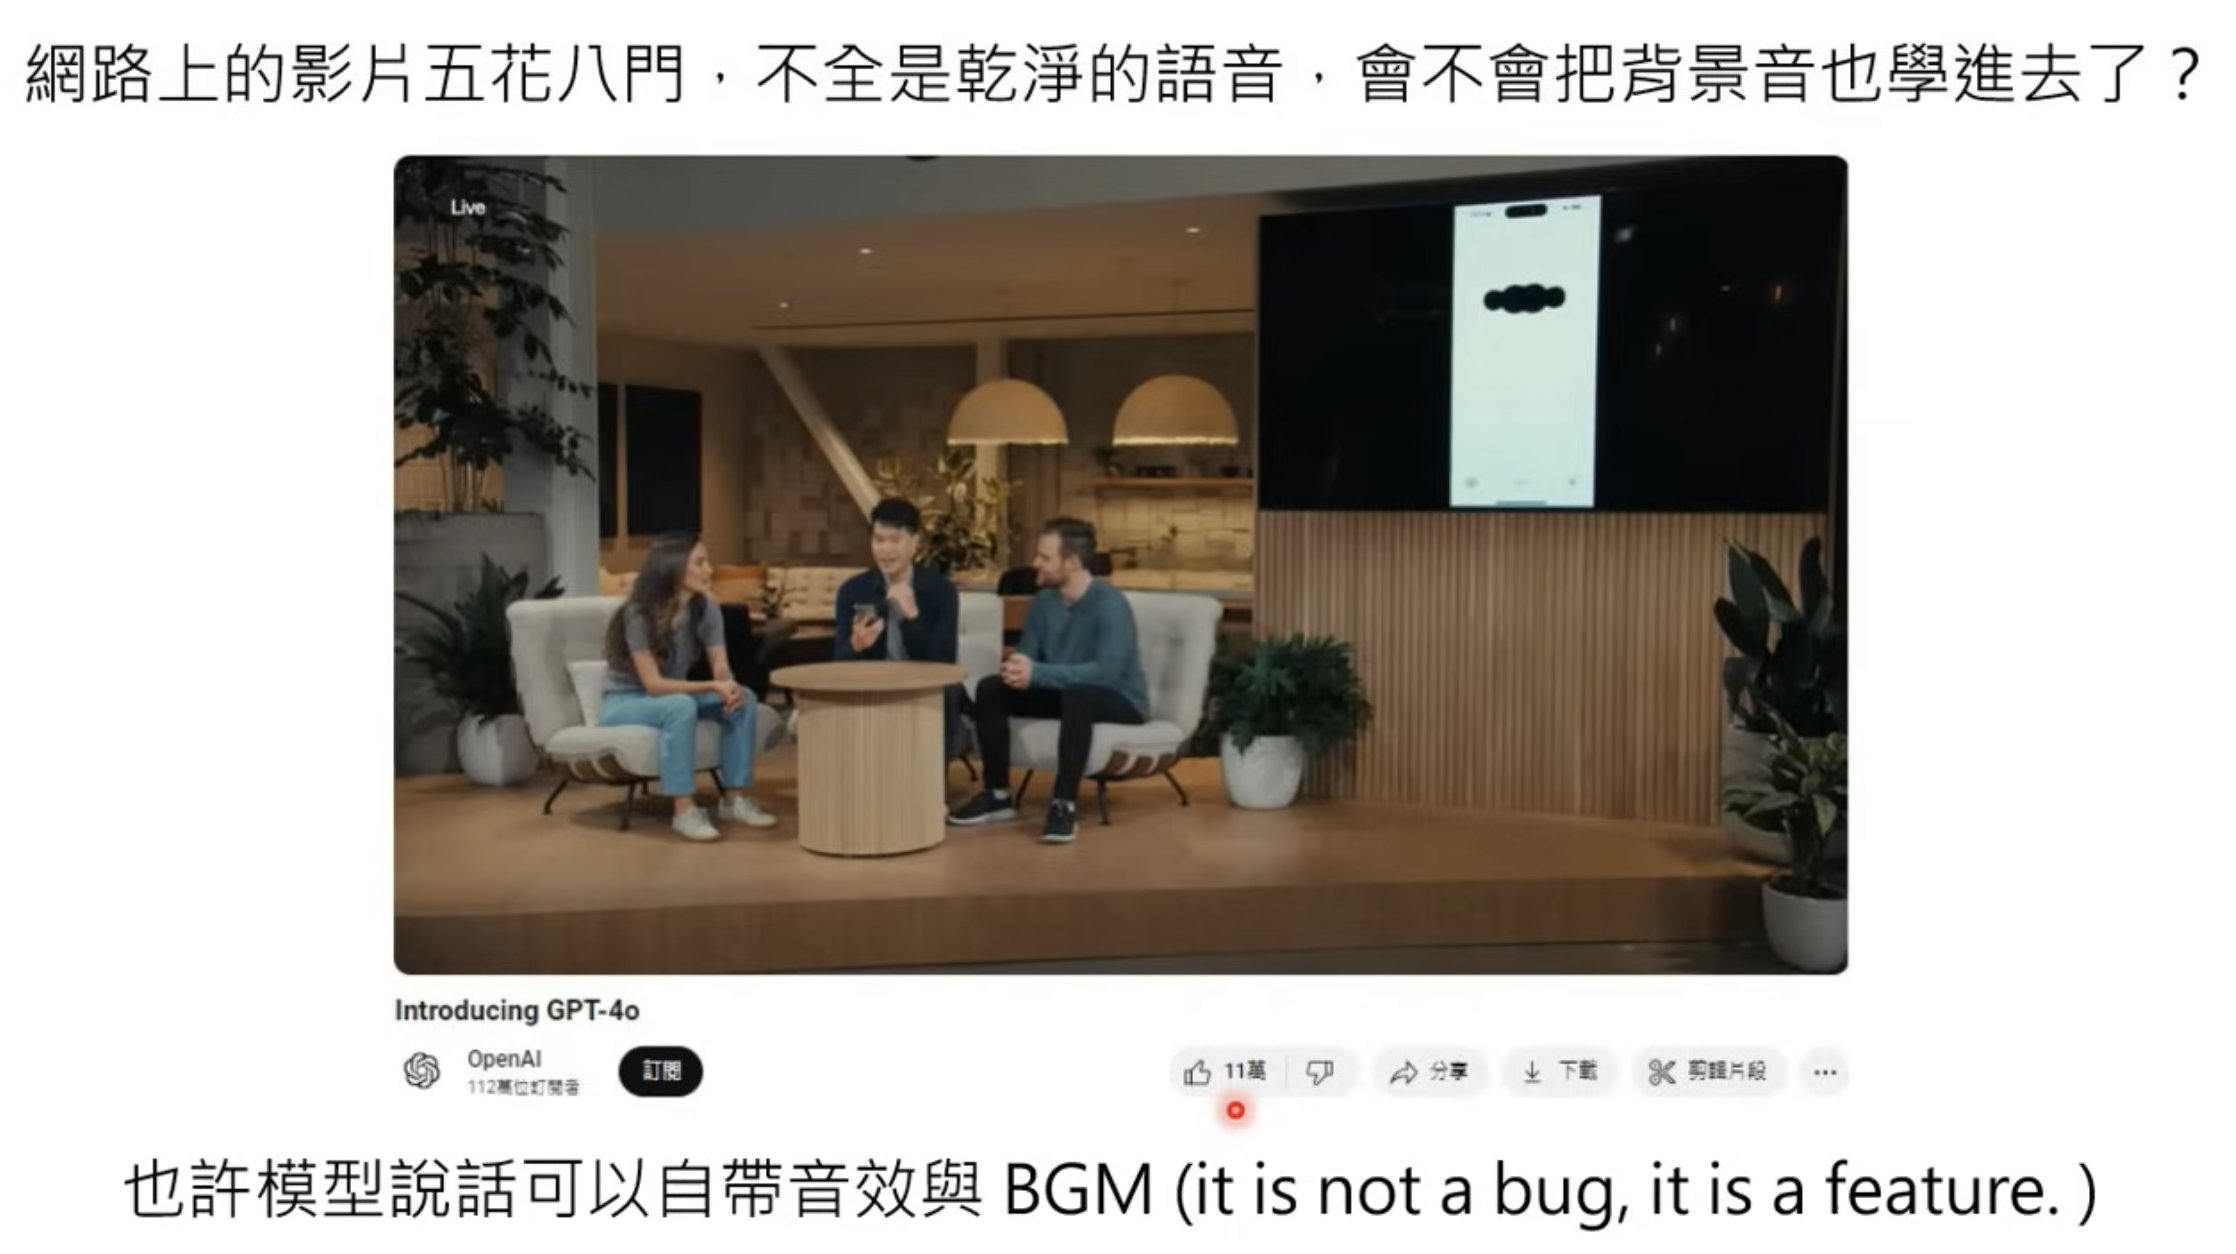 網路上的影片五花八門，不全是乾淨的語音，會不會把背景音也學進去了？
Live
Introducing GPT-4o
OpenAI
112萬位訂閱者
訂閱
11萬
分享
下載
剪輯片段
也許模型說話可以自帶音效與 BGM (it is not a bug, it is a feature. )